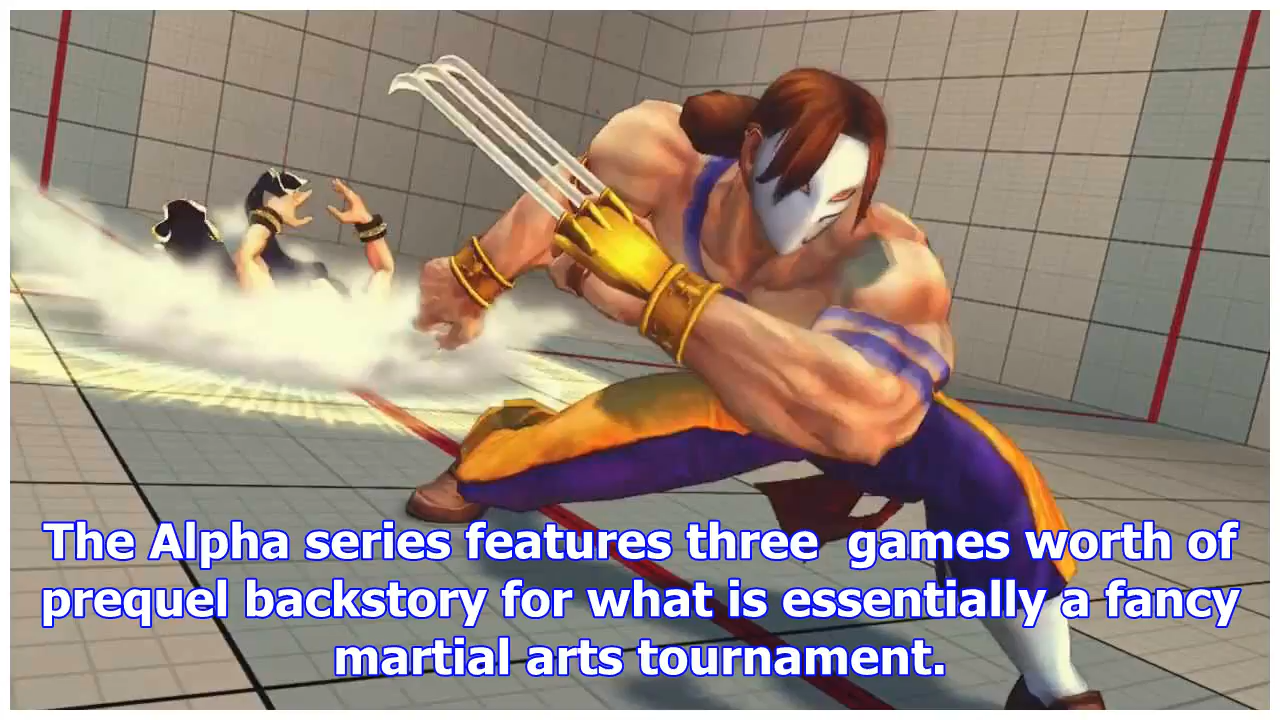 The Alpha series features three  games worth of
prequel backstory for what is essentially a fancy
martial arts tournament.